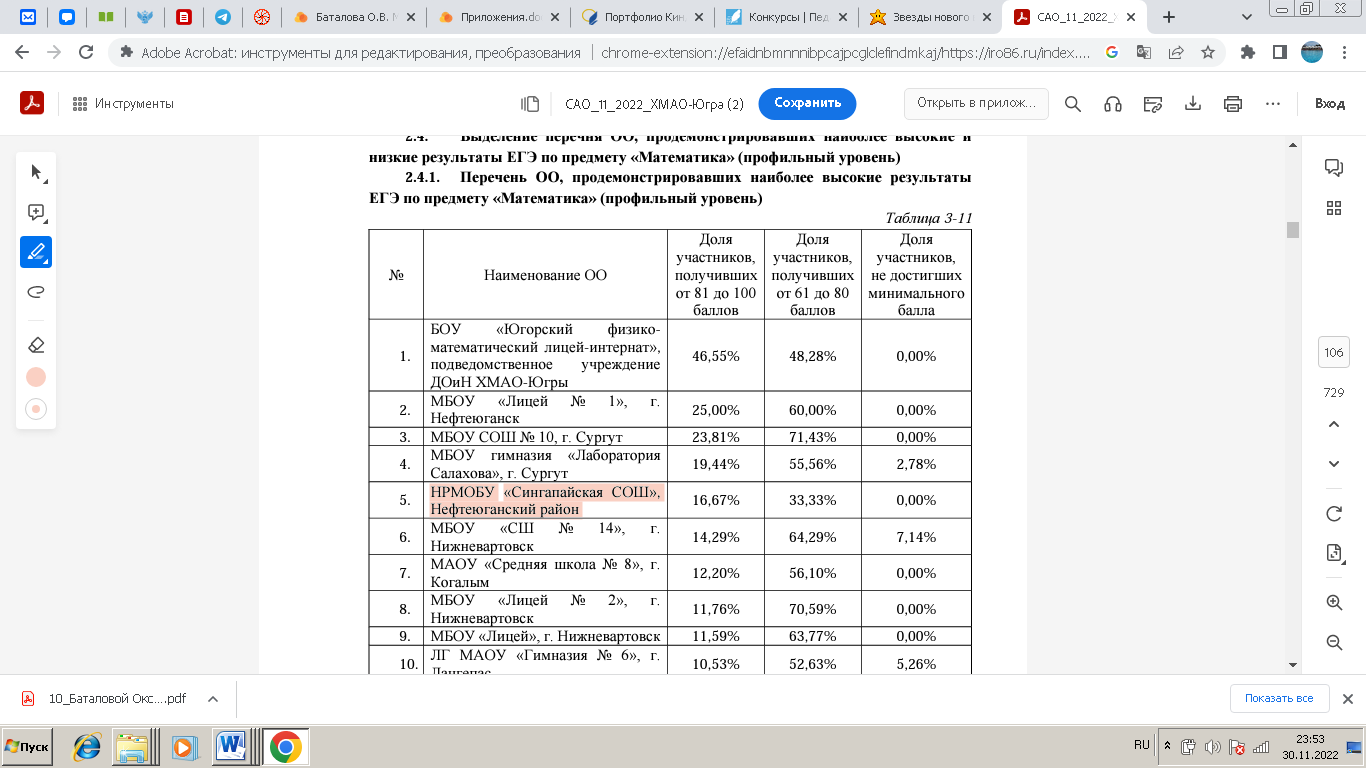 Баталова О.В. М
Приложения.do
Портфолио Кин
Конкурсы | Пед
Звезды нового
САО_11_2022_Х
Adobe Acrobat: инструменты для редактирования, преобразования | hrome-extension://efaidnbmnnnibpcajpcglclefindmkaj/https://iro86.ru/index....
Инструменты
САО_11_2022_ХМАО-Югра (2)
Сохранить
Открыть в прилож...
Вход
2.4. Выделение перечня ОО, продемонстрировавших наиболее высокие и
низкие результаты ЕГЭ по предмету «Математика» (профильный уровень)
2.4.1. Перечень ОО, продемонстрировавших наиболее высокие результаты
ЕГЭ по предмету «Математика» (профильный уровень)
Таблица 3-11
№
Наименование ОО
Доля
участников,
получивших
от 81 до 100
баллов
Доля
участников,
получивших
от 61 до 80
баллов
Доля
участников,
не достигших
минимального
балла
1.
БОУ «Югорский физико-
математический лицей-интернат»,
подведомственное учреждение
ДОиН ХМАО-Югры
46,55% 48,28% 0,00%
2.
МБОУ «Лицей № 1», г.
Нефтеюганск
25,00% 60,00% 0,00%
3. МБОУ СОШ № 10, г. Сургут 23,81% 71,43% 0,00%
4.
МБОУ гимназия «Лаборатория
Салахова», г. Сургут
19,44% 55,56% 2,78%
5.
НРМОБУ «Сингапайская СОШ»,
Нефтеюганский район
16,67% 33,33% 0,00%
6.
МБОУ «СШ № 14», г.
Нижневартовск
14,29% 64,29% 7,14%
7.
МАОУ «Средняя школа № 8», г.
Когалым
12,20% 56,10% 0,00%
8.
МБОУ «Лицей № 2», г.
Нижневартовск
11,76% 70,59% 0,00%
9. МБОУ «Лицей», г. Нижневартовск 11,59% 63,77% 0,00%
10.
ЛГ МАОУ «Гимназия № 6», г.
Лангепас
10,53% 52,63% 5,26%
106
729
10_Баталовой Окс....pdf
Показать все
Пуск
RU
23:53
30.11.2022